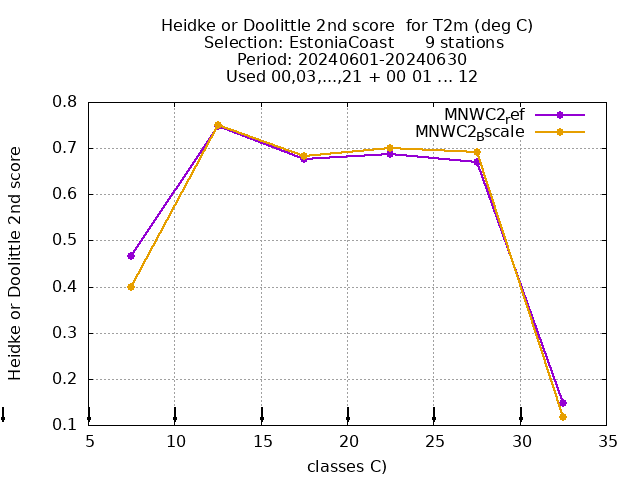 Heidke or Doolittle 2nd score  for T2m (deg C)
Selection: EstoniaCoast      9 stations
Period: 20240601-20240630
Used 00,03,...,21 + 00 01 ... 12
MNWC2_ref
MNWC2_Bscale
Heidke or Doolittle 2nd score
0.8
0.7
0.6
0.5
0.4
0.3
0.2
0.1
5 10 15 20 25 30 35
classes C)